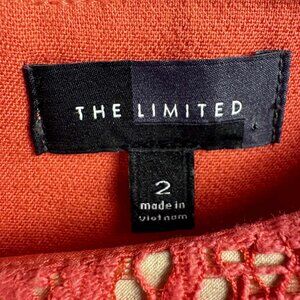 THE LIMITED
2
made in
vietnam